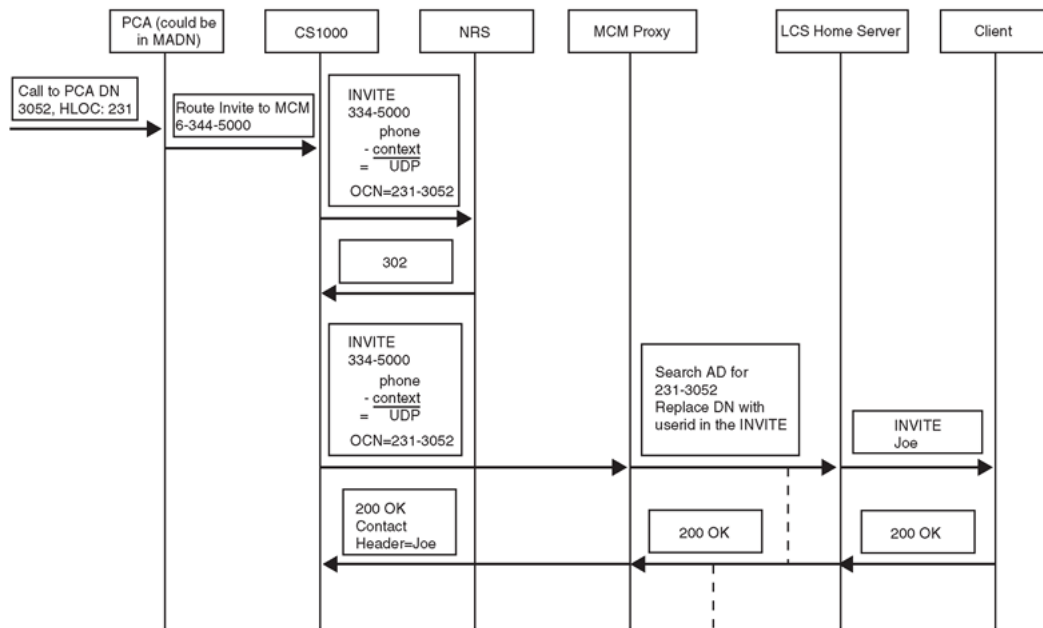 PCA (could be
in MADN)
CS1000
NRS
MCM Proxy
LCS Home Server
Client
Call to PCA DN
3052, HLOC: 231
Route Invite to MCM
6-344-5000
INVITE
334-5000
phone
- context
= UDP
OCN=231-3052
302
INVITE
334-5000
phone
- context
= UDP
OCN=231-3052
Search AD for
231-3052
Replace DN with
userid in the INVITE
INVITE
Joe
200 OK
Contact
Header=Joe
200 OK
200 OK